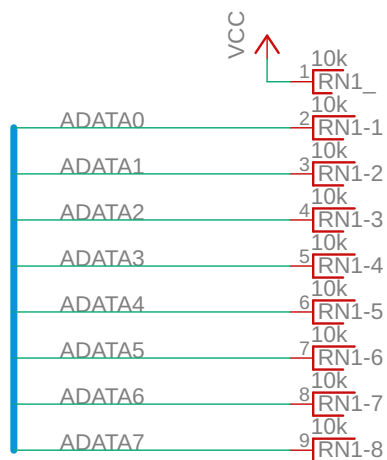 VCC
10k
1 RN1_
10k
ADATA0 2 RN1-1
10k
ADATA1 3 RN1-2
10k
ADATA2 4 RN1-3
10k
ADATA3 5 RN1-4
10k
ADATA4 6 RN1-5
10k
ADATA5 7 RN1-6
10k
ADATA6 8 RN1-7
10k
ADATA7 9 RN1-8